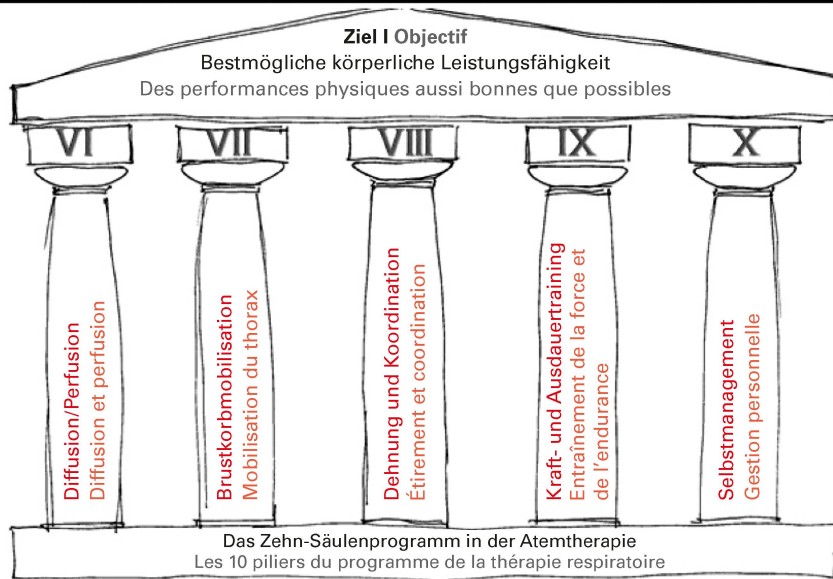 Ziel I Objectif
Bestmögliche körperliche Leistungsfähigkeit
Des performances physiques aussi bonnes que possibles
VI
VII
VIII
IX
X
Diffusion/Perfusion
Diffusion et perfusion
Brustkorbmobilisation
Mobilisation du thorax
Dehnung und Koordination
Étirement et coordination
Kraft- und Ausdauertraining
Entraînement de la force et
de l’endurance
Selbstmanagement
Gestion personnelle
Das Zehn-Säulenprogramm in der Atemtherapie
Les 10 piliers du programme de la thérapie respiratoire